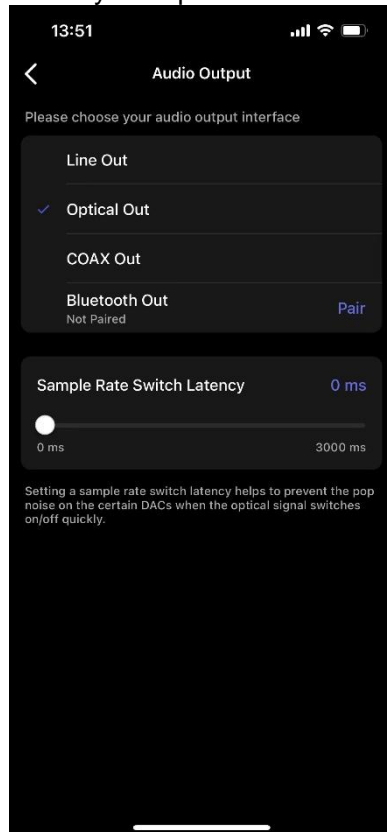 13:51
Audio Output
Please choose your audio output interface
Line Out
Optical Out
COAX Out
Bluetooth Out
Not Paired
Pair
Sample Rate Switch Latency
0 ms
0 ms
3000 ms
Setting a sample rate switch latency helps to prevent the pop
noise on the certain DACs when the optical signal switches
on/off quickly.